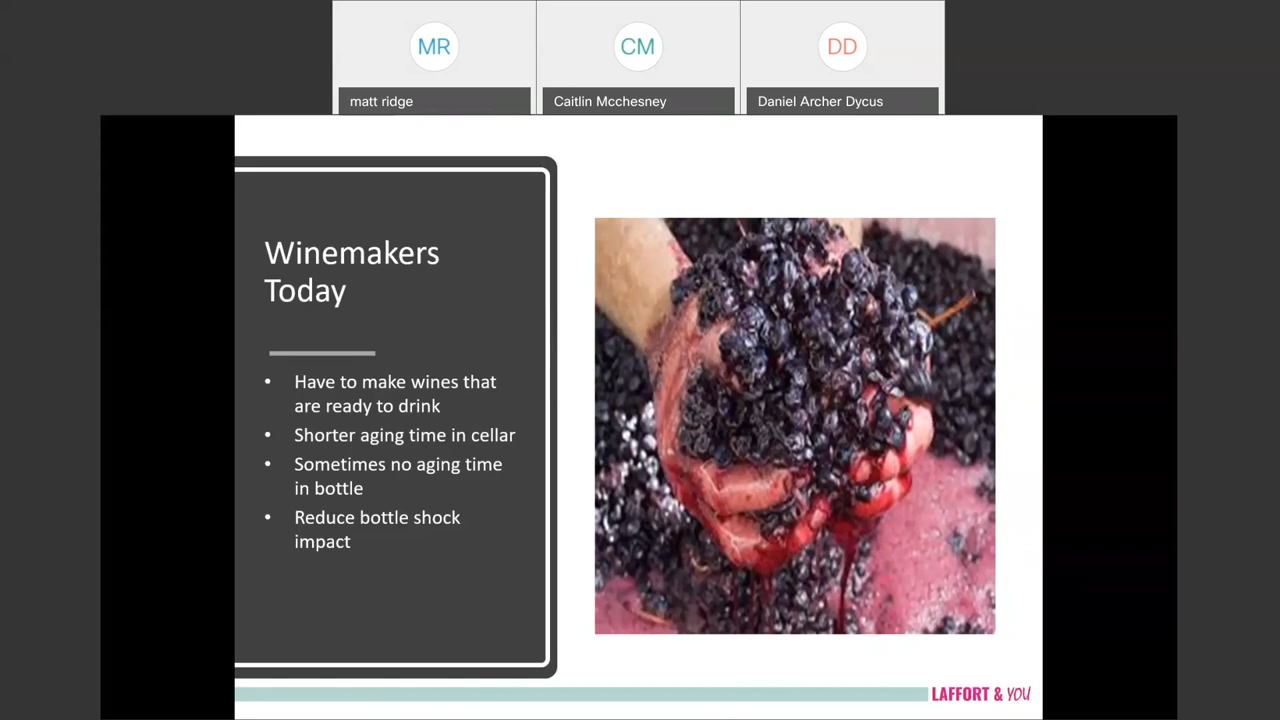 MR
CM
DD
matt ridge
Caitlin Mcchesney
Daniel Archer Dycus
Winemakers
Today
• Have to make wines that
are ready to drink
• Shorter aging time in cellar
• Sometimes no aging time
in bottle
• Reduce bottle shock
impact
LAFFORT & YOU